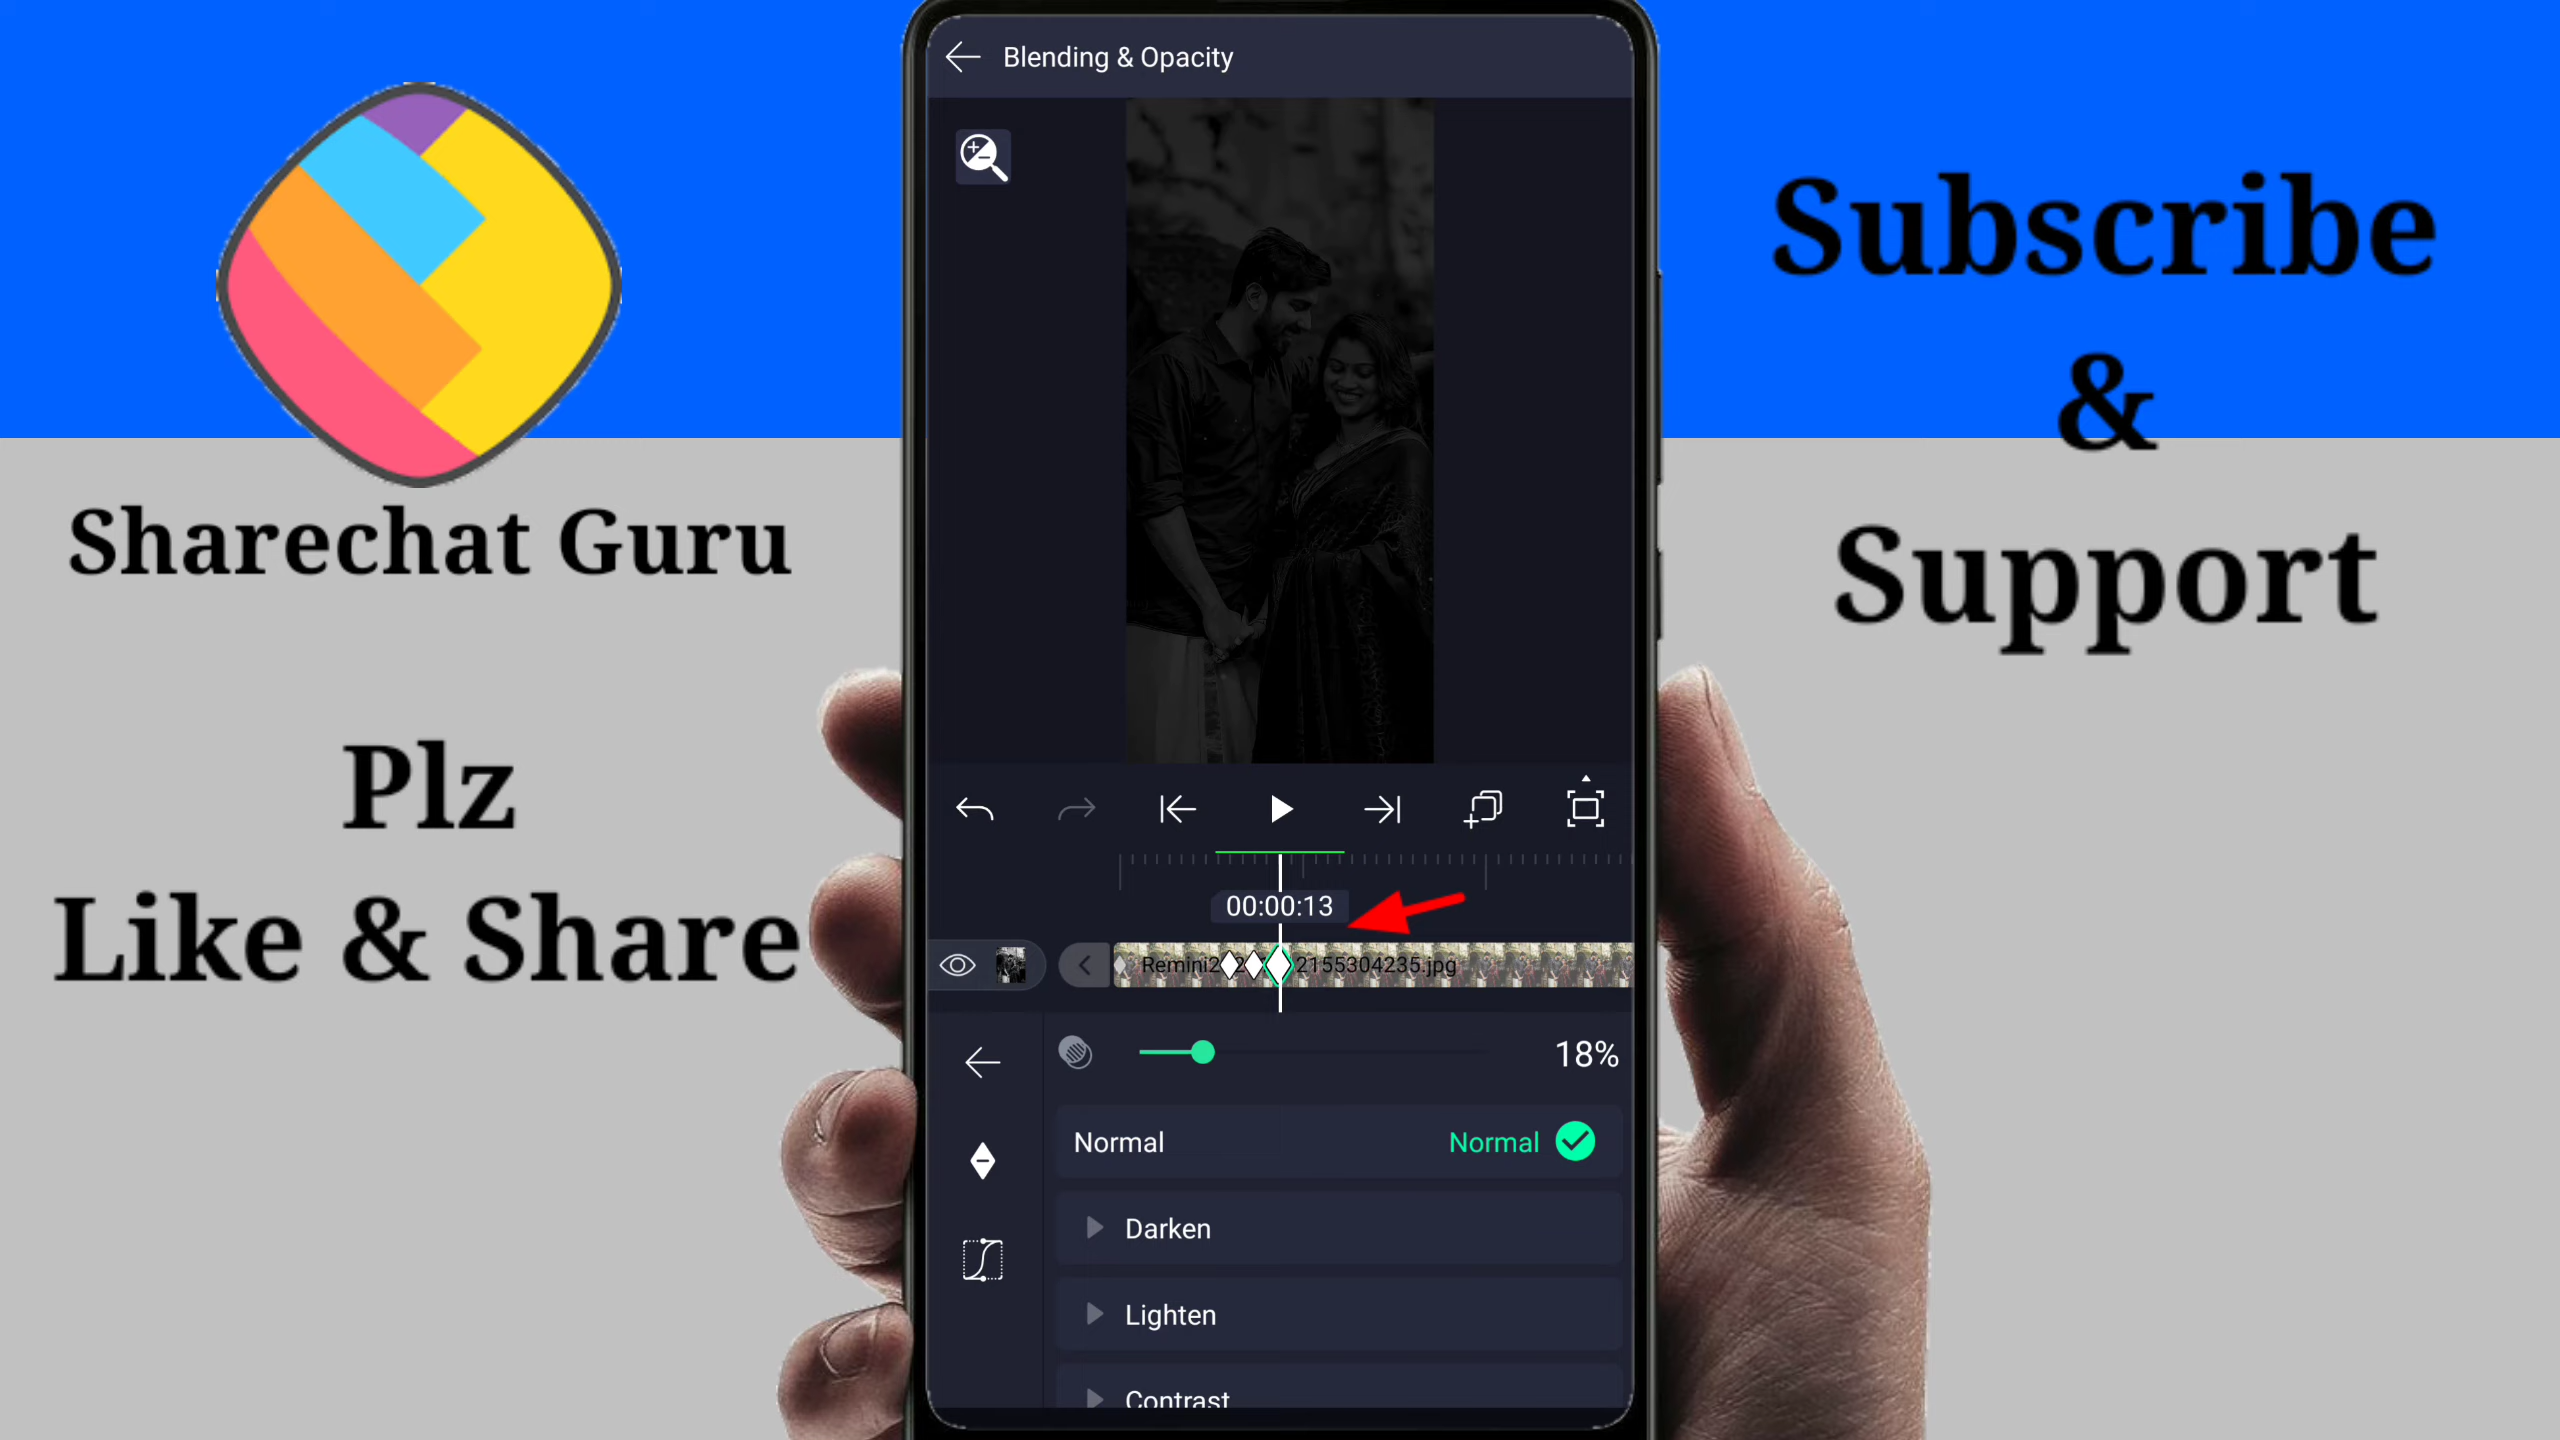 Blending & Opacity
Subscribe
&
Support
Sharechat Guru
Plz
Like & Share
00:00:13
Remini2 2 2155304235.jpg
18%
Normal Normal
Darken
Lighten
Contrast